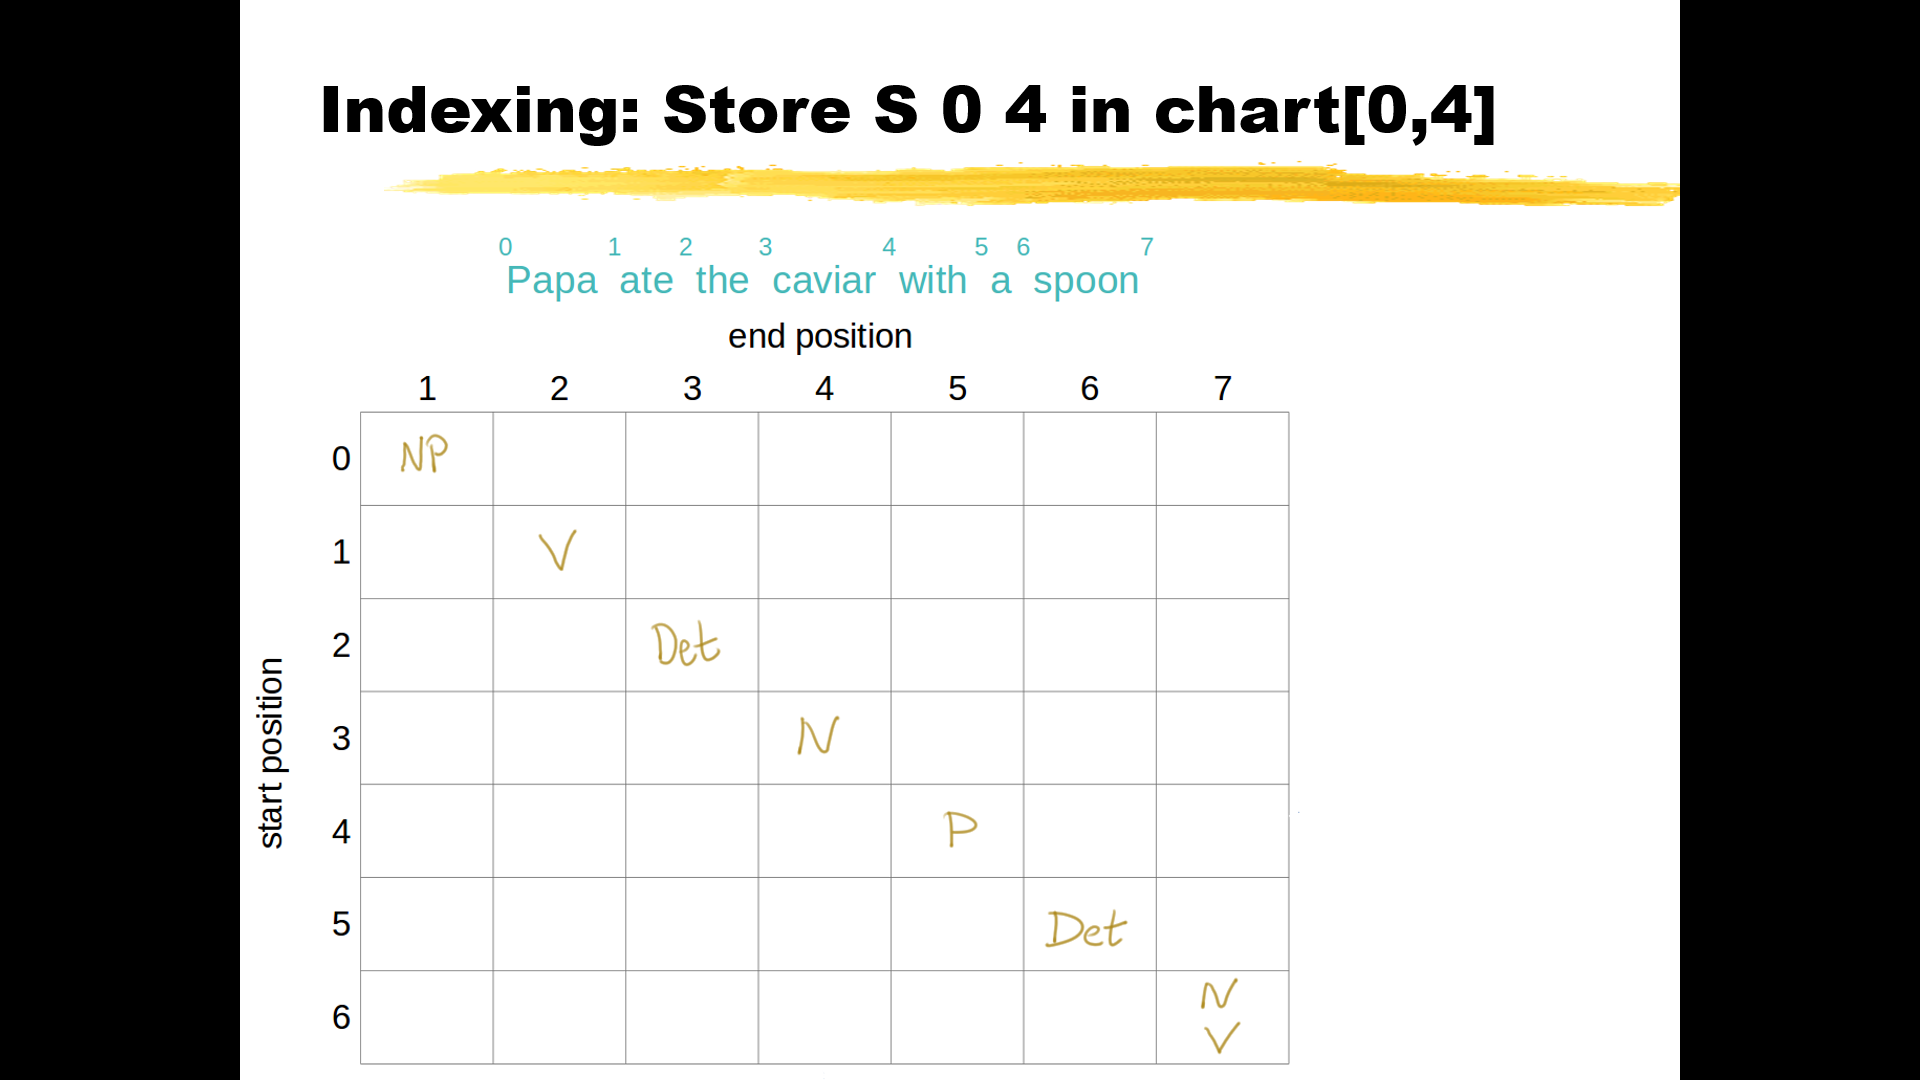 Indexing: Store S 0 4 in chart[0,4]
0 1 2 3 4 5 6 7
Papa ate the caviar with a spoon
end position
1 2 3 4 5 6 7
0 NP
1 V
2 Det
3 N
4 P
5 Det
6 N
V
start position